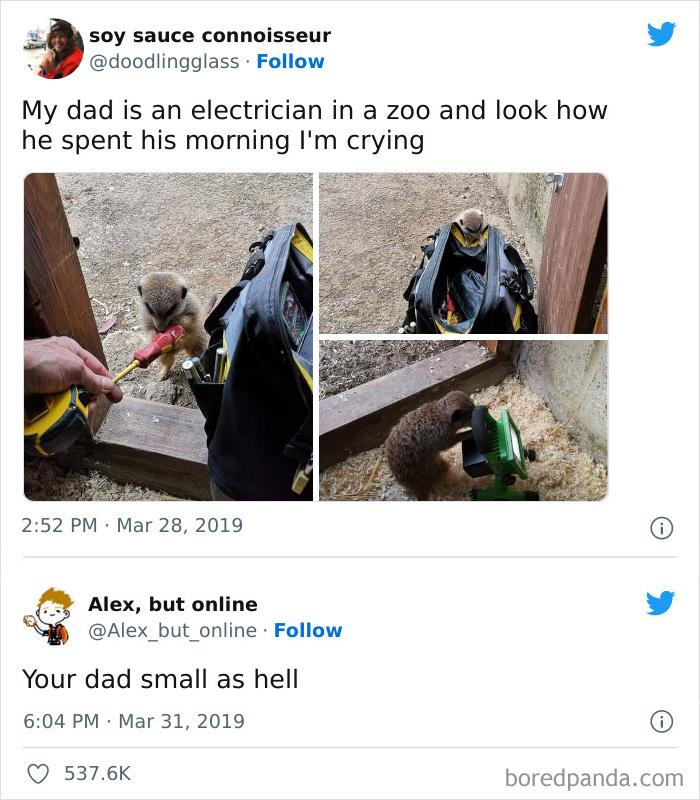 soy sauce connoisseur
@doodlingglass · Follow
My dad is an electrician in a zoo and look how
he spent his morning I'm crying
2:52 PM · Mar 28, 2019
Alex, but online
@Alex_but_online · Follow
Your dad small as hell
6:04 PM · Mar 31, 2019
537.6K
boredpanda.com